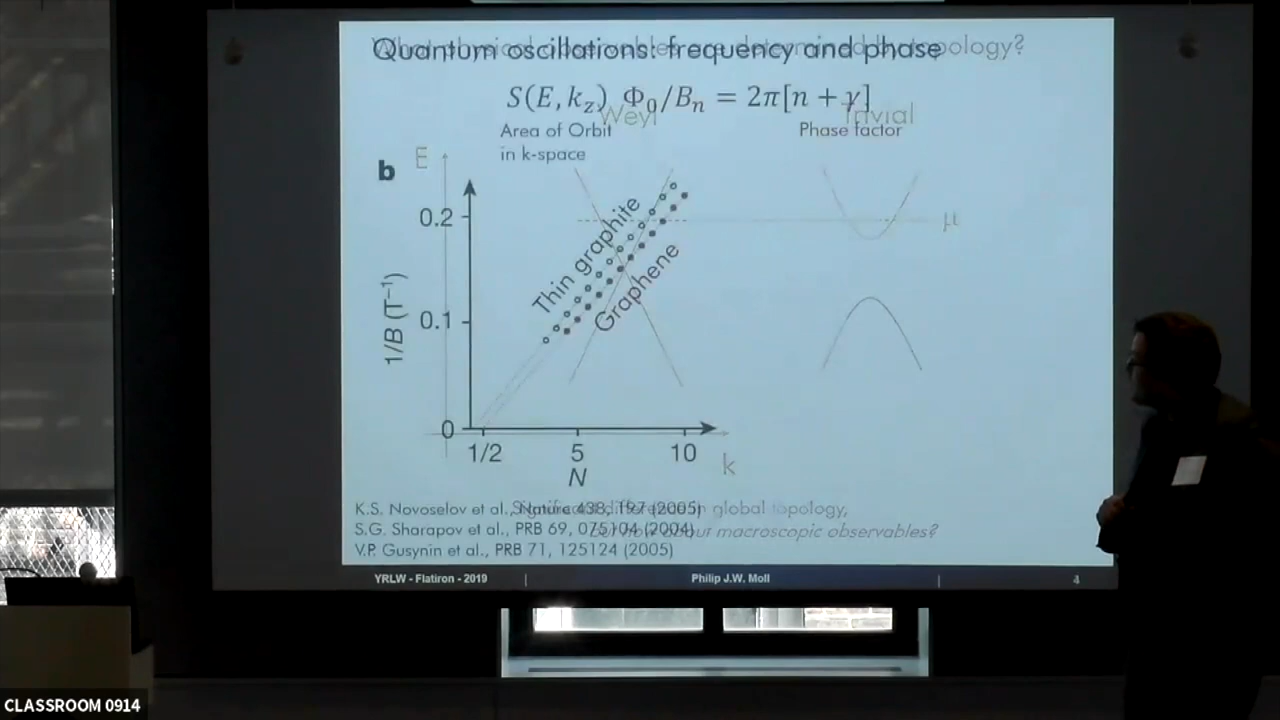 Quantum oscillations: frequency and phase
ology?
S(E, k_z) Φ₀/Bₙ = 2π[n + γ]
Weyl
Trivial
Area of Orbit
in k-space
Phase factor
b
E
0.2
0.1
0
1/B (T⁻¹)
Thin graphite
Graphene
μ
1/2
5
10
N
k
K.S. Novoselov et al., Nature 438, 197 (2005)
global topology,
S.G. Sharapov et al., PRB 69, 075104 (2004)
macroscopic observables?
V.P. Gusynin et al., PRB 71, 125124 (2005)
YRLW - Flatiron - 2019 | Philip J.W. Moll | 4
CLASSROOM 0914